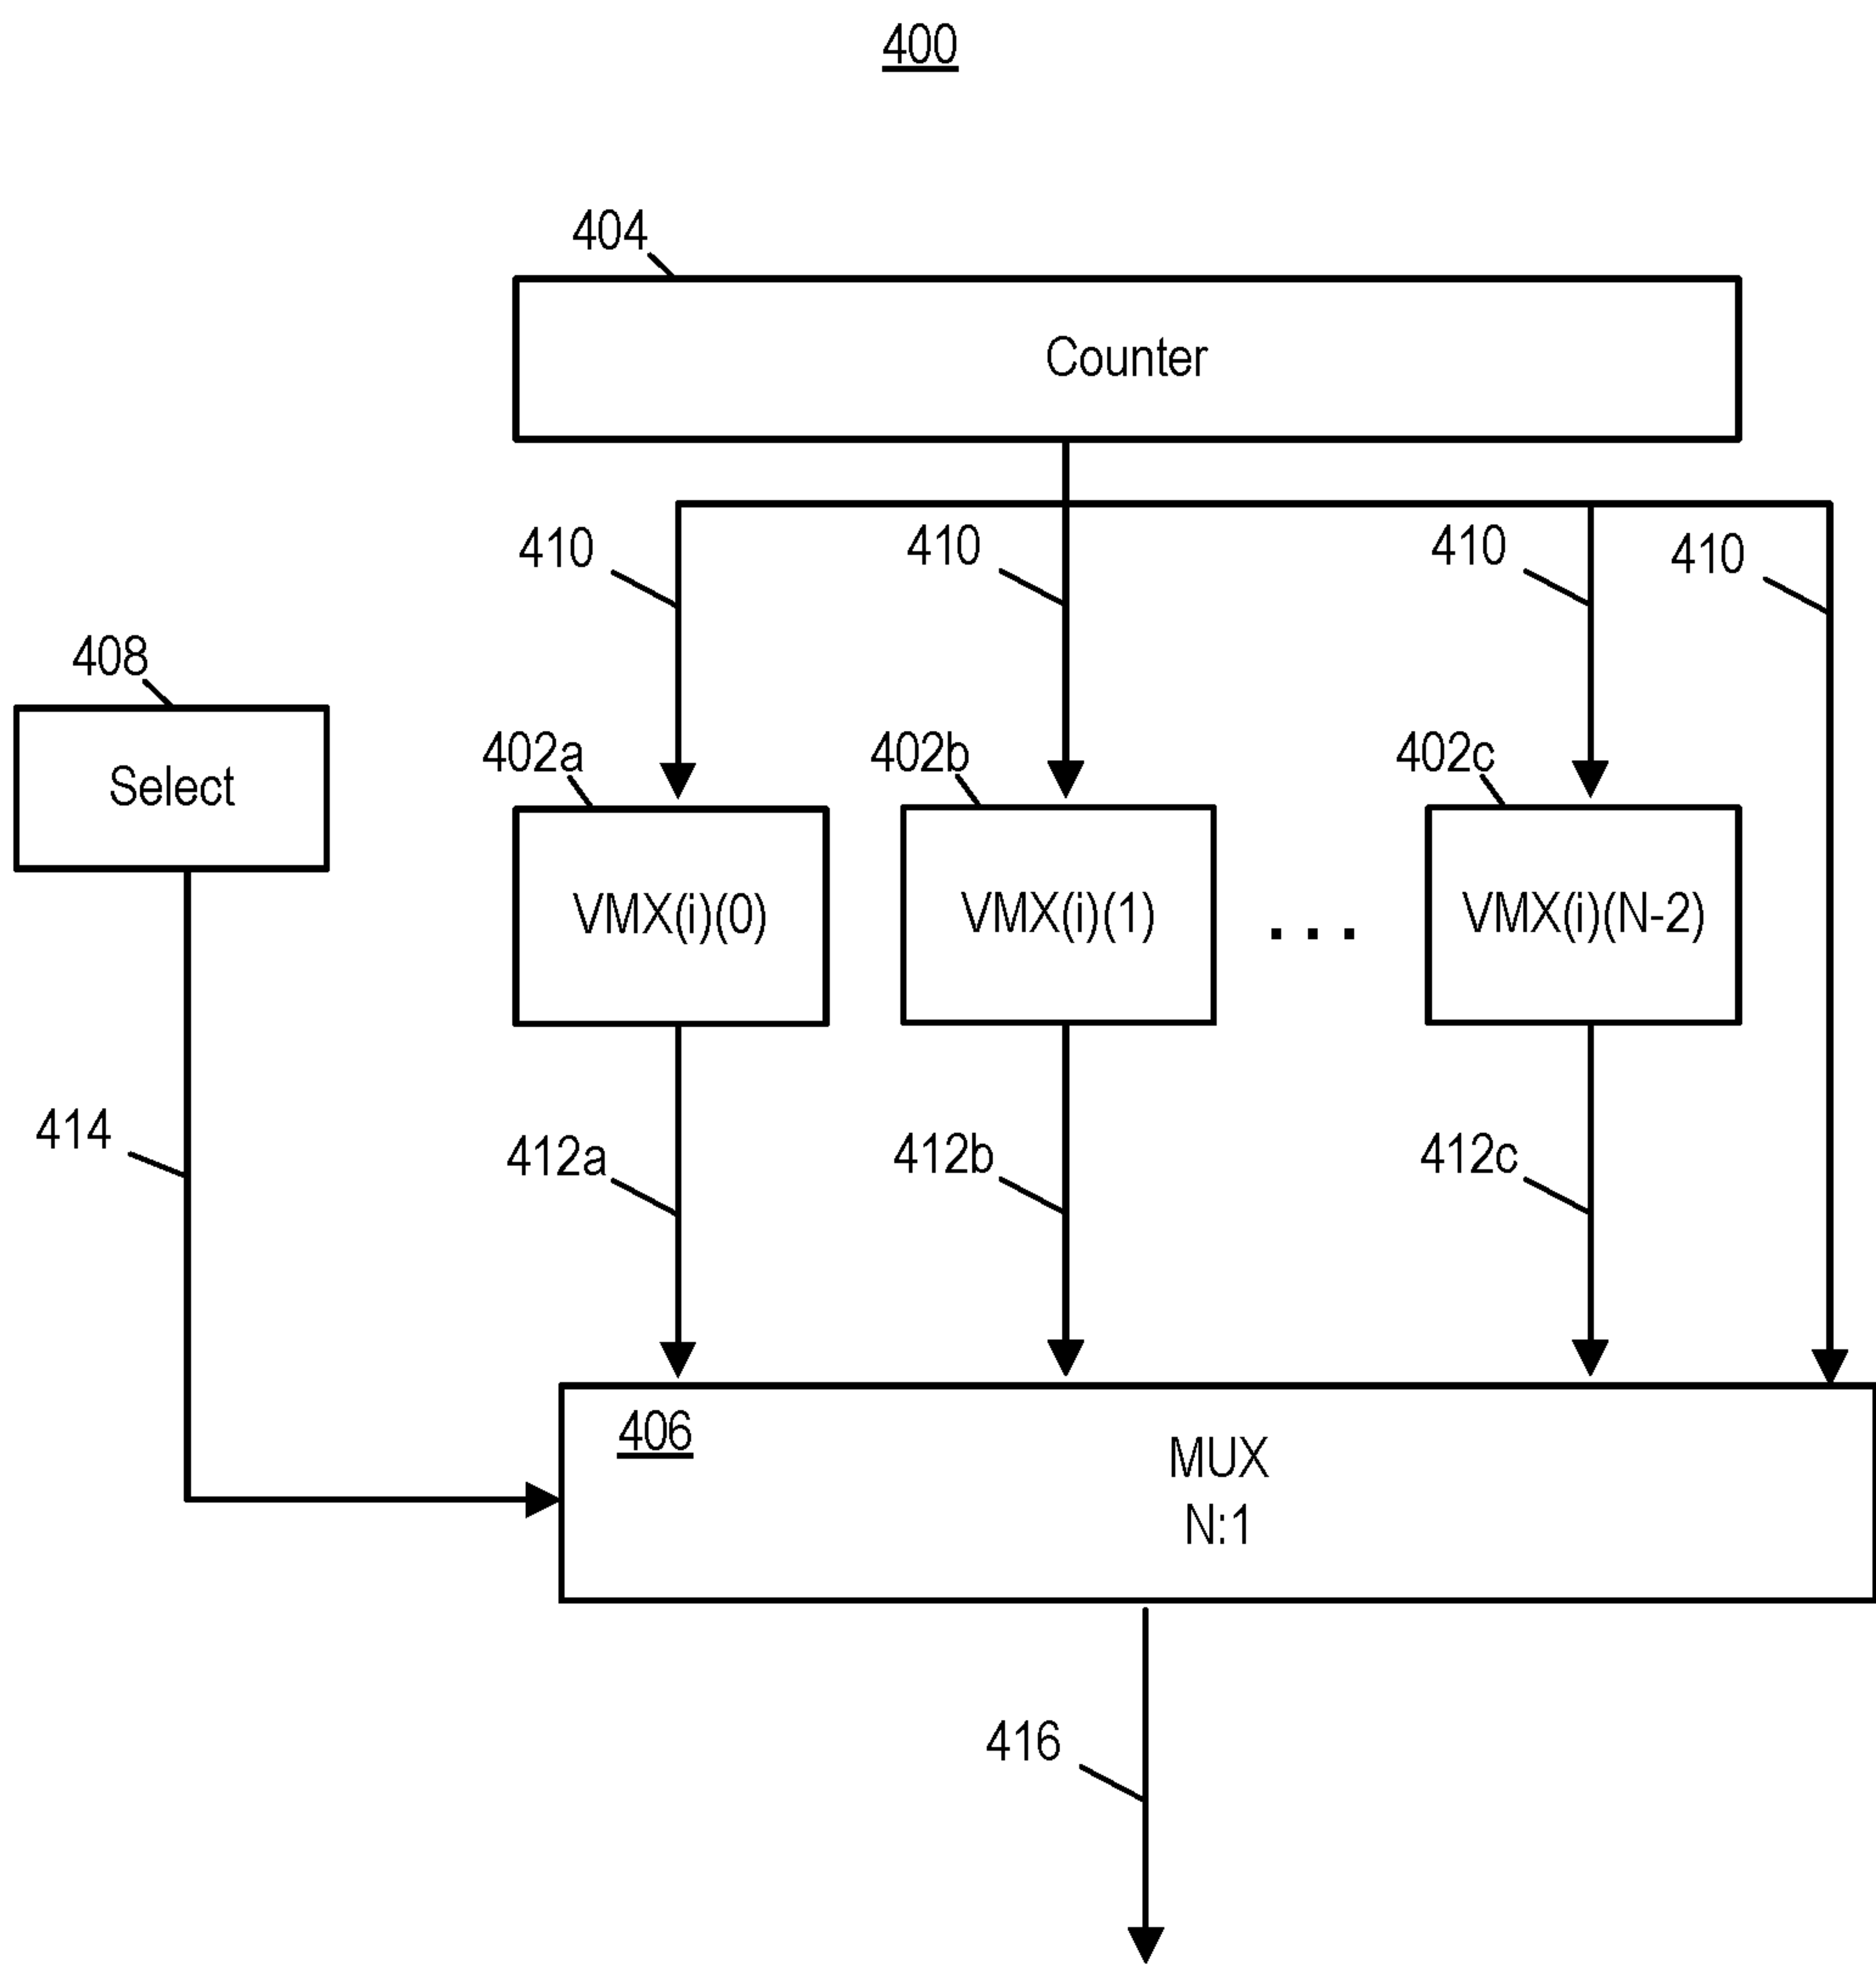 400
404
Counter
410 410 410 410
408
Select
402a 402b 402c
VMX(i)(0) VMX(i)(1) ... VMX(i)(N-2)
414 412a 412b 412c
406
MUX
N:1
416